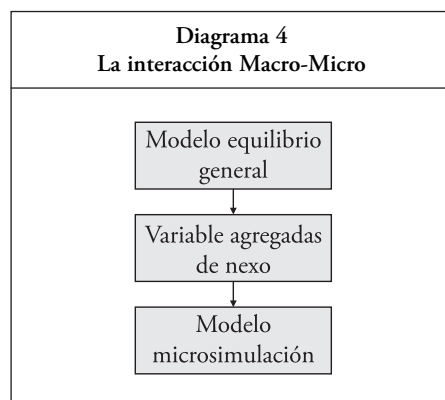 Diagrama 4
La interacción Macro-Micro
Modelo equilibrio
general
Variable agregadas
de nexo
Modelo
microsimulación